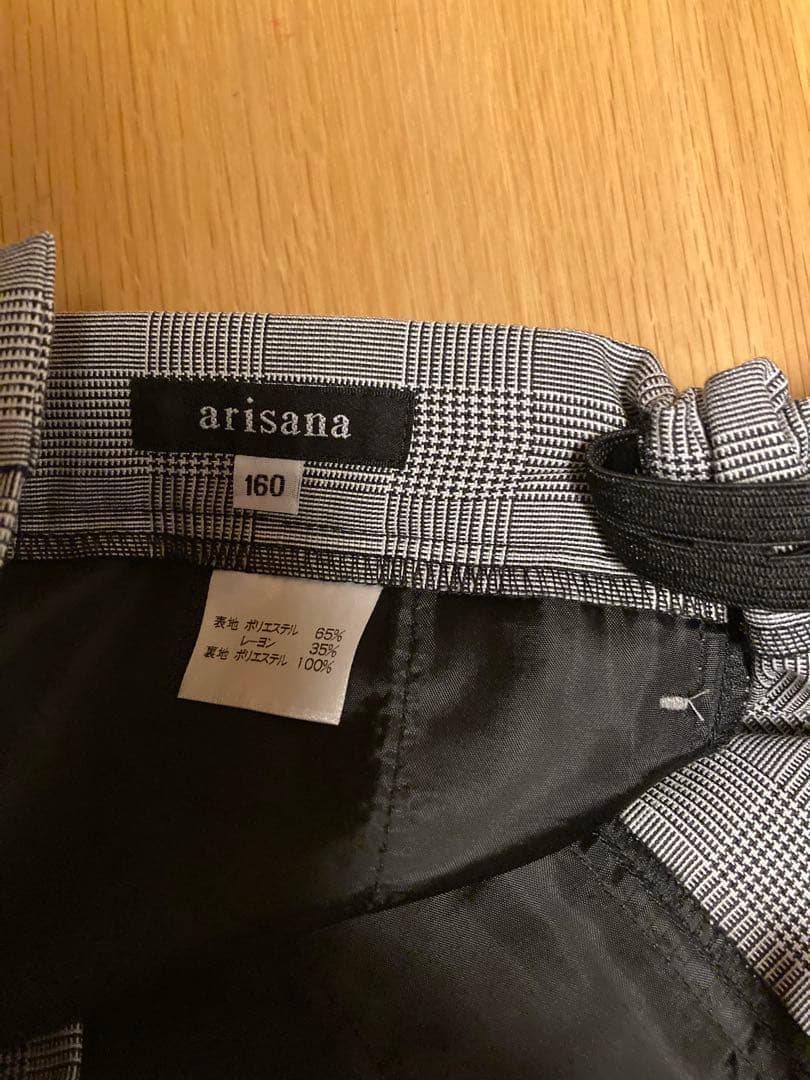 arisana
160
表地 ポリエステル 65%
レーヨン 35%
裏地 ポリエステル 100%